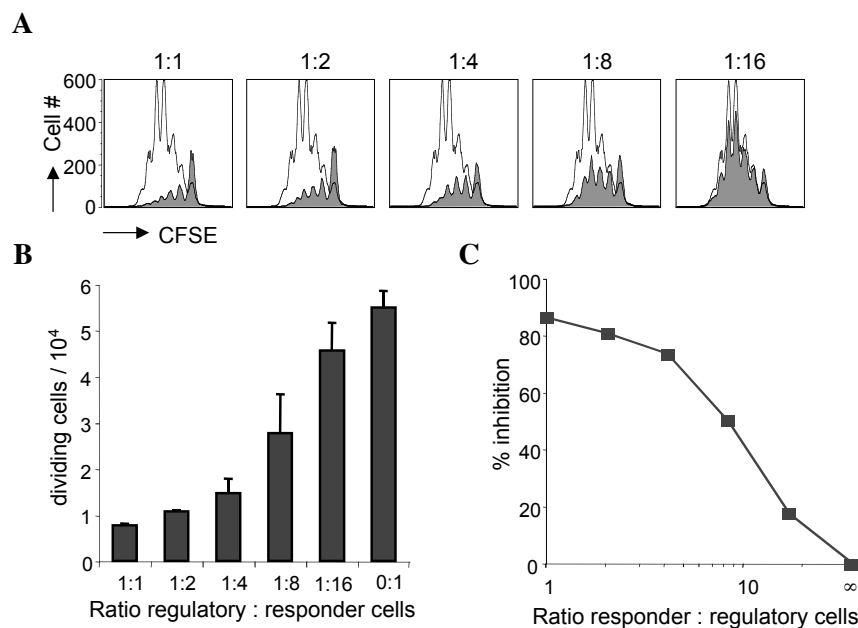 A
1:1 1:2 1:4 1:8 1:16
Cell #
600
400
200
0
CFSE
B
dividing cells / 10⁴
6
5
4
3
2
1
0
1:1 1:2 1:4 1:8 1:16 0:1
Ratio regulatory : responder cells
C
% inhibition
100
80
60
40
20
0
1 10 ∞
Ratio responder : regulatory cells